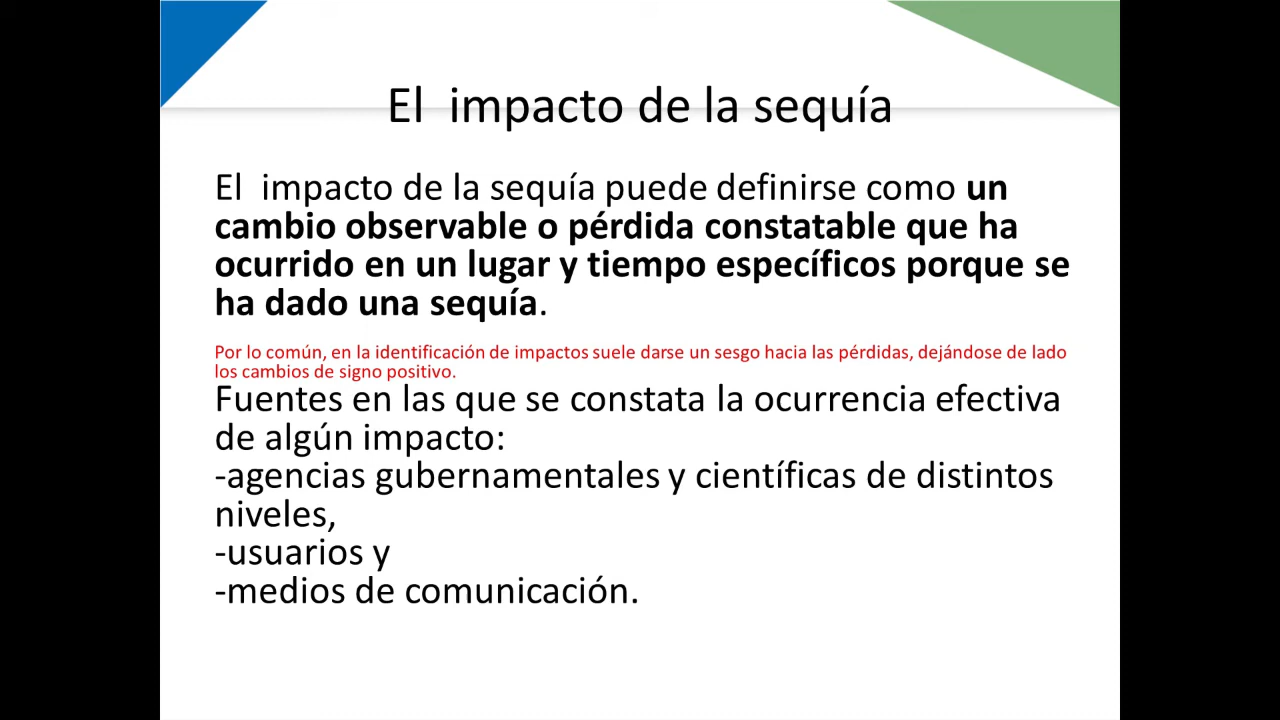 El  impacto de la sequía
El  impacto de la sequía puede definirse como un
cambio observable o pérdida constatable que ha
ocurrido en un lugar y tiempo específicos porque se
ha dado una sequía.
Por lo común, en la identificación de impactos suele darse un sesgo hacia las pérdidas, dejándose de lado
los cambios de signo positivo.
Fuentes en las que se constata la ocurrencia efectiva
de algún impacto:
-agencias gubernamentales y científicas de distintos
niveles,
-usuarios y
-medios de comunicación.